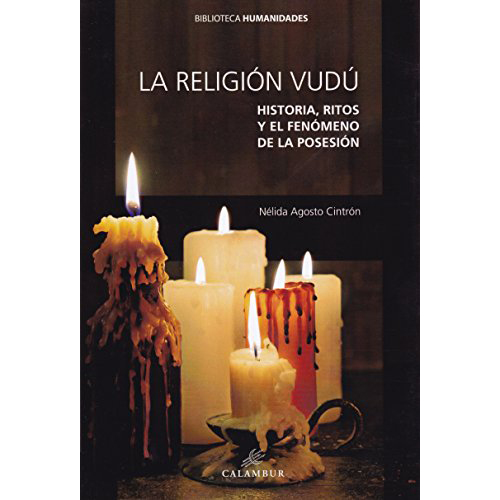 BIBLIOTECA HUMANIDADES
LA RELIGIÓN VUDÚ
HISTORIA, RITOS
Y EL FENÓMENO
DE LA POSESIÓN
Nélida Agosto Cintrón
CALAMBUR